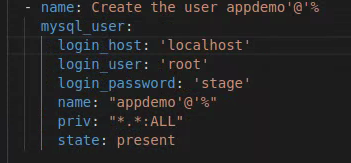 - name: Create the user appdemo'@'%
mysql_user:
login_host: 'localhost'
login_user: 'root'
login_password: 'stage'
name: "appdemo'@'%"
priv: "*.*:ALL"
state: present